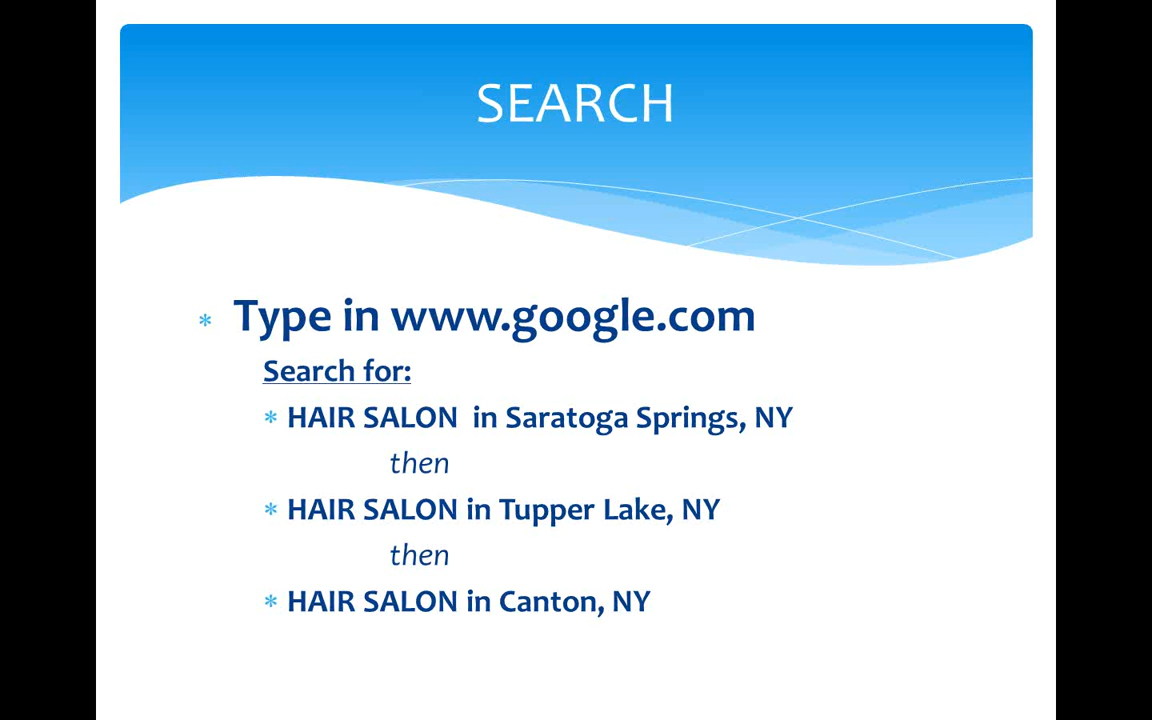 SEARCH
* Type in www.google.com
Search for:
* HAIR SALON  in Saratoga Springs, NY
then
* HAIR SALON in Tupper Lake, NY
then
* HAIR SALON in Canton, NY